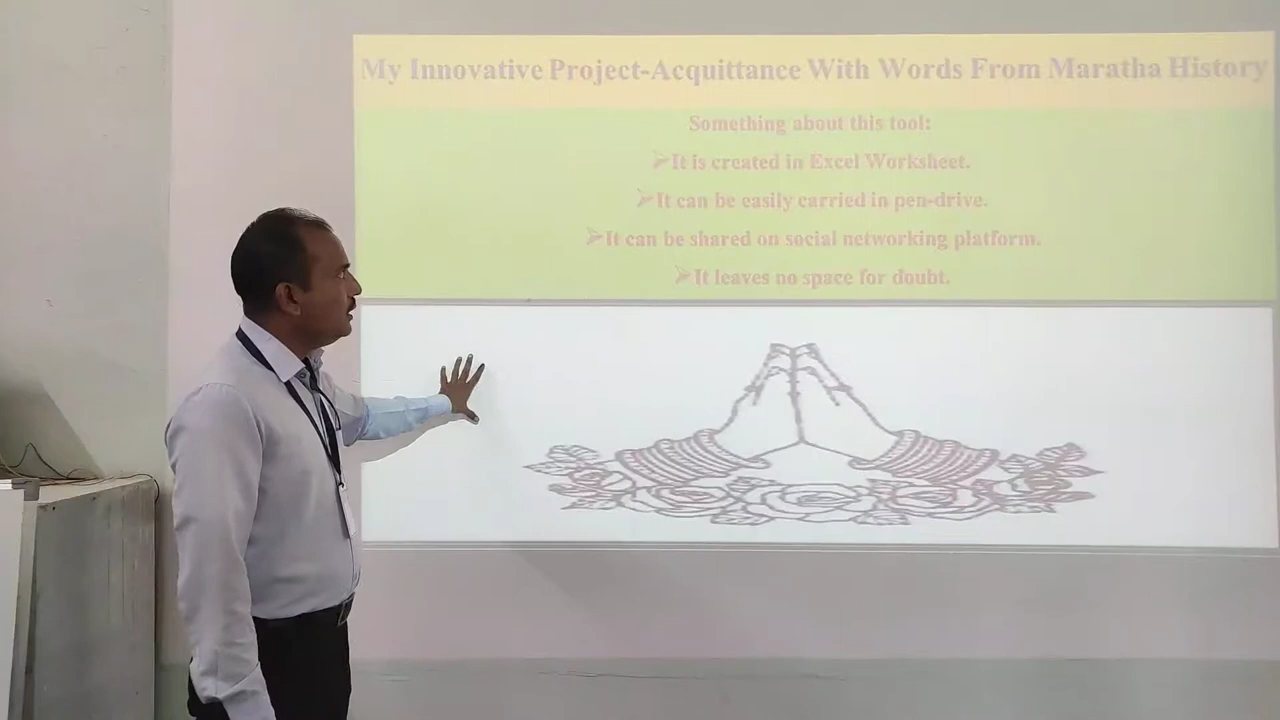 My Innovative Project-Acquittance With Words From Maratha History
Something about this tool:
➢It is created in Excel Worksheet.
➢It can be easily carried in pen-drive.
➢It can be shared on social networking platform.
➢It leaves no space for doubt.